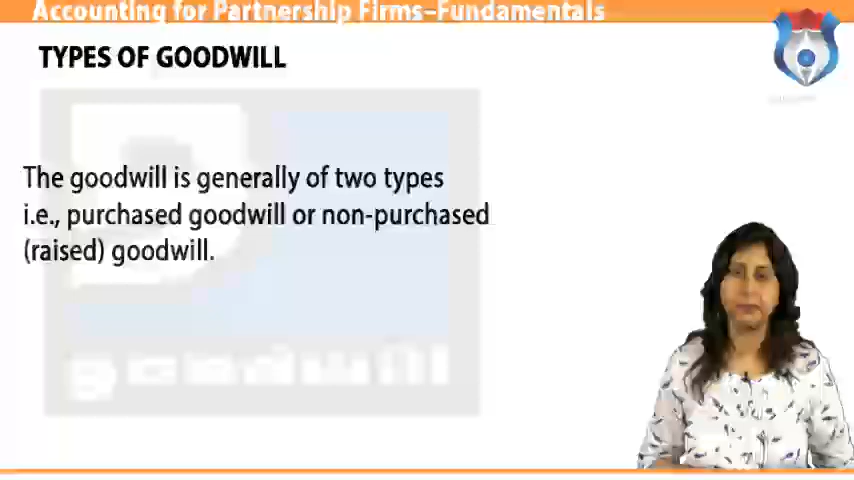 Accounting for Partnership Firms–Fundamentals
TYPES OF GOODWILL
The goodwill is generally of two types
i.e., purchased goodwill or non-purchased
(raised) goodwill.
goodwill